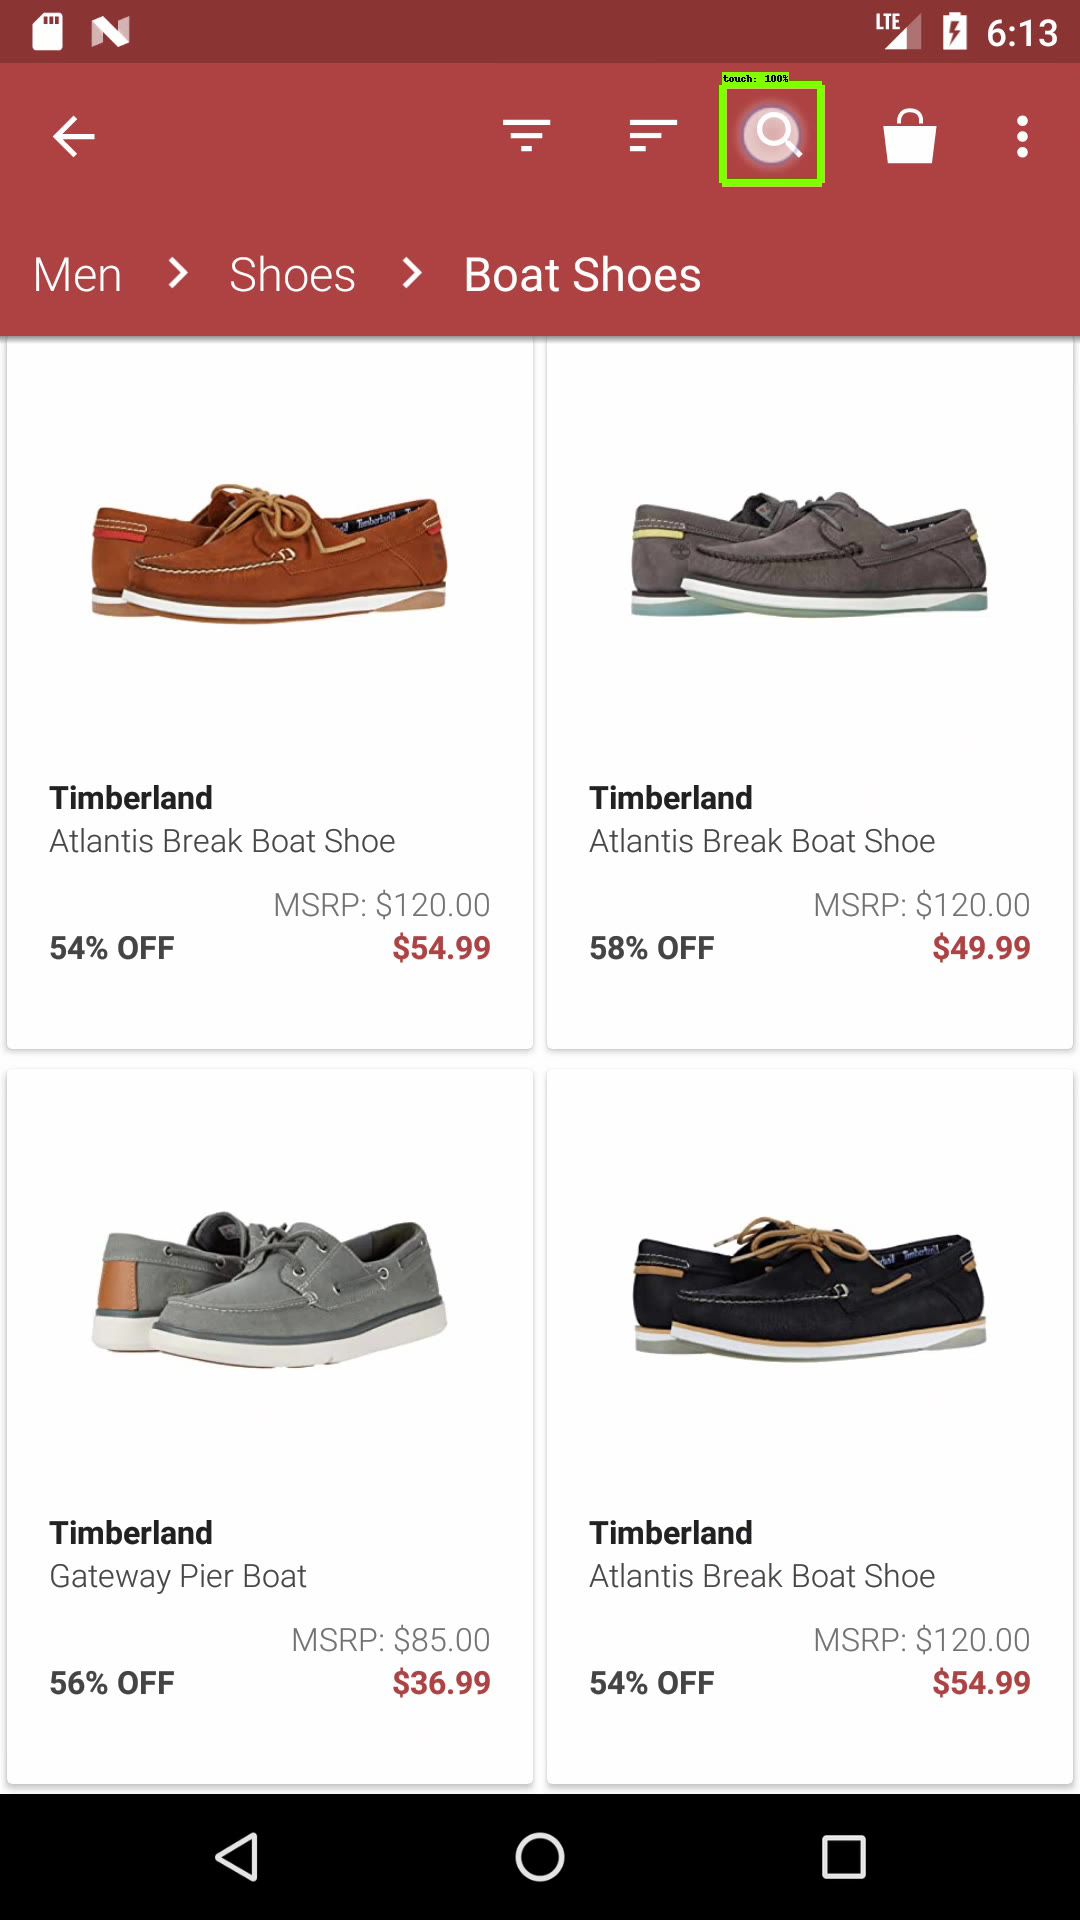 LTE 6:13
touch: 100%
Men Shoes Boat Shoes
Timberland
Atlantis Break Boat Shoe
MSRP: $120.00
54% OFF $54.99
Timberland
Atlantis Break Boat Shoe
MSRP: $120.00
58% OFF $49.99
Timberland
Gateway Pier Boat
MSRP: $85.00
56% OFF $36.99
Timberland
Atlantis Break Boat Shoe
MSRP: $120.00
54% OFF $54.99